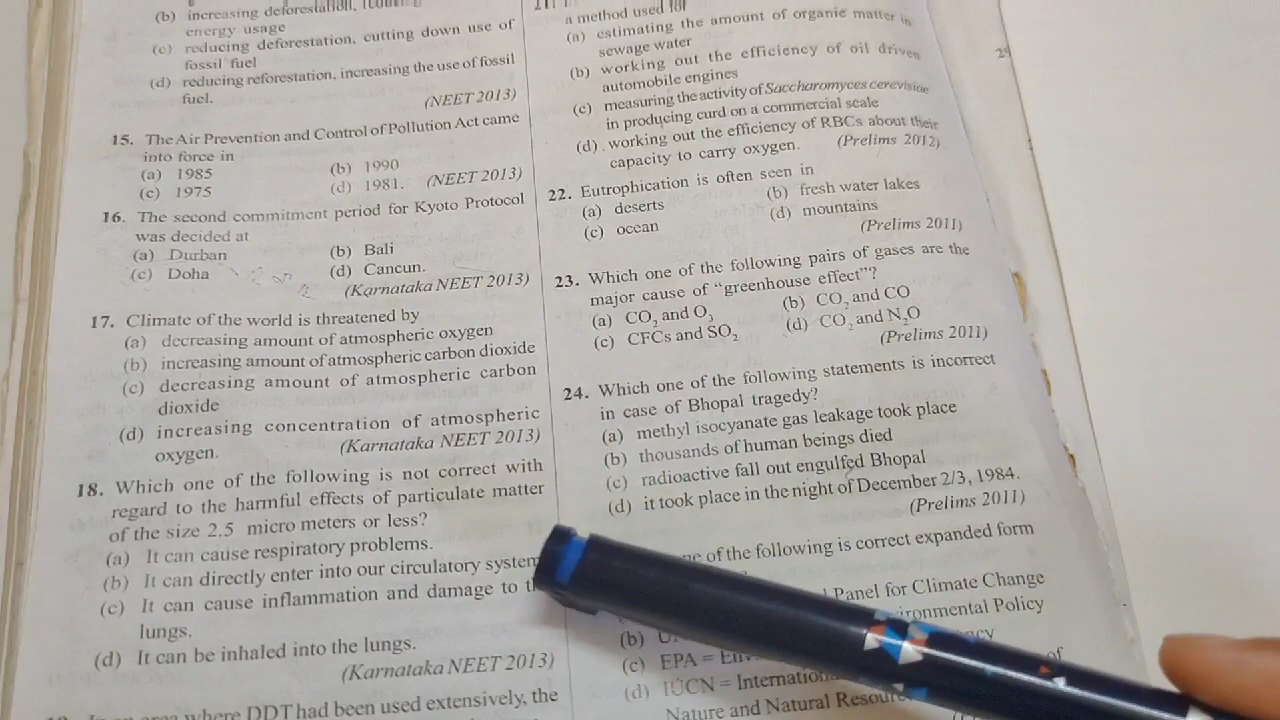 (b) increasing deforestation,
energy usage
(c) reducing deforestation, cutting down use of
fossil fuel
(d) reducing reforestation, increasing the use of fossil
fuel.
(NEET 2013)
15. The Air Prevention and Control of Pollution Act came
into force in
(a) 1985 (b) 1990
(c) 1975 (d) 1981. (NEET 2013)
16. The second commitment period for Kyoto Protocol
was decided at
(a) Durban (b) Bali
(c) Doha (d) Cancun.
(Karnataka NEET 2013)
17. Climate of the world is threatened by
(a) decreasing amount of atmospheric oxygen
(b) increasing amount of atmospheric carbon dioxide
(c) decreasing amount of atmospheric carbon
dioxide
(d) increasing concentration of atmospheric
oxygen. (Karnataka NEET 2013)
18. Which one of the following is not correct with
regard to the harmful effects of particulate matter
of the size 2.5 micro meters or less?
(a) It can cause respiratory problems.
(b) It can directly enter into our circulatory system
(c) It can cause inflammation and damage to
lungs.
(d) It can be inhaled into the lungs.
(Karnataka NEET 2013)
where DDT had been used extensively, the
a method used for
(a) estimating the amount of organic matter in
sewage water
(b) working out the efficiency of oil driven
automobile engines
(c) measuring the activity of Saccharomyces cerevisiae
in producing curd on a commercial scale
(d) working out the efficiency of RBCs about their
capacity to carry oxygen. (Prelims 2012)
22. Eutrophication is often seen in
(a) deserts (b) fresh water lakes
(c) ocean (d) mountains
(Prelims 2011)
23. Which one of the following pairs of gases are the
major cause of “greenhouse effect”?
(a) CO₂ and O₃ (b) CO₂ and CO
(c) CFCs and SO₂ (d) CO₂ and N₂O
(Prelims 2011)
24. Which one of the following statements is incorrect
in case of Bhopal tragedy?
(a) methyl isocyanate gas leakage took place
(b) thousands of human beings died
(c) radioactive fall out engulfed Bhopal
(d) it took place in the night of December 2/3, 1984.
(Prelims 2011)
of the following is correct expanded form
Panel for Climate Change
(b) Policy
(c) EPA =
of
(d) IUCN =
Nature and Natural